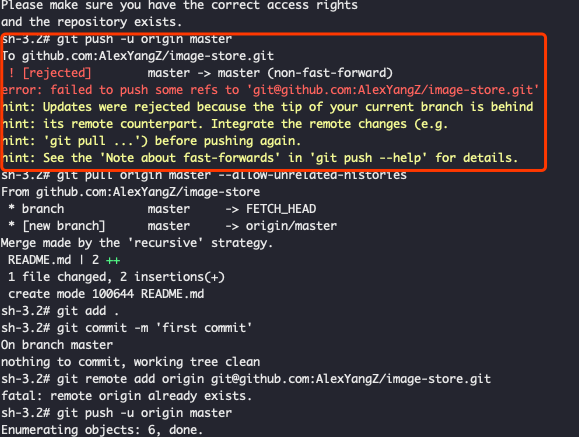 Please make sure you have the correct access rights
and the repository exists.
sh-3.2# git push -u origin master
To github.com:AlexYangZ/image-store.git
 ! [rejected]        master -> master (non-fast-forward)
error: failed to push some refs to 'git@github.com:AlexYangZ/image-store.git'
hint: Updates were rejected because the tip of your current branch is behind
hint: its remote counterpart. Integrate the remote changes (e.g.
hint: 'git pull ...') before pushing again.
hint: See the 'Note about fast-forwards' in 'git push --help' for details.
sh-3.2# git pull origin master --allow-unrelated-histories
From github.com:AlexYangZ/image-store
 * branch            master     -> FETCH_HEAD
 * [new branch]      master     -> origin/master
Merge made by the 'recursive' strategy.
 README.md | 2 ++
 1 file changed, 2 insertions(+)
 create mode 100644 README.md
sh-3.2# git add .
sh-3.2# git commit -m 'first commit'
On branch master
nothing to commit, working tree clean
sh-3.2# git remote add origin git@github.com:AlexYangZ/image-store.git
fatal: remote origin already exists.
sh-3.2# git push -u origin master
Enumerating objects: 6, done.